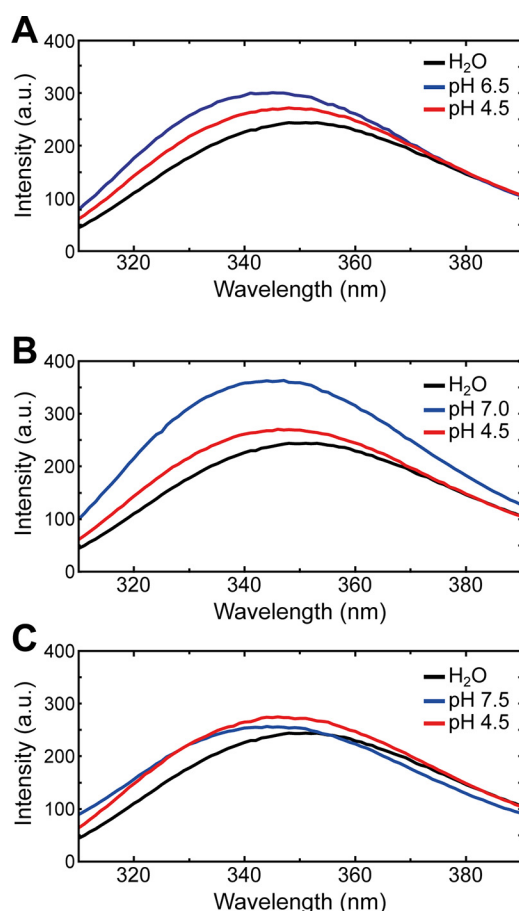 A
400
300
200
100
0
Intensity (a.u.)
H₂O
pH 6.5
pH 4.5
320 340 360 380
Wavelength (nm)
B
400
300
200
100
0
Intensity (a.u.)
H₂O
pH 7.0
pH 4.5
320 340 360 380
Wavelength (nm)
C
400
300
200
100
0
Intensity (a.u.)
H₂O
pH 7.5
pH 4.5
320 340 360 380
Wavelength (nm)